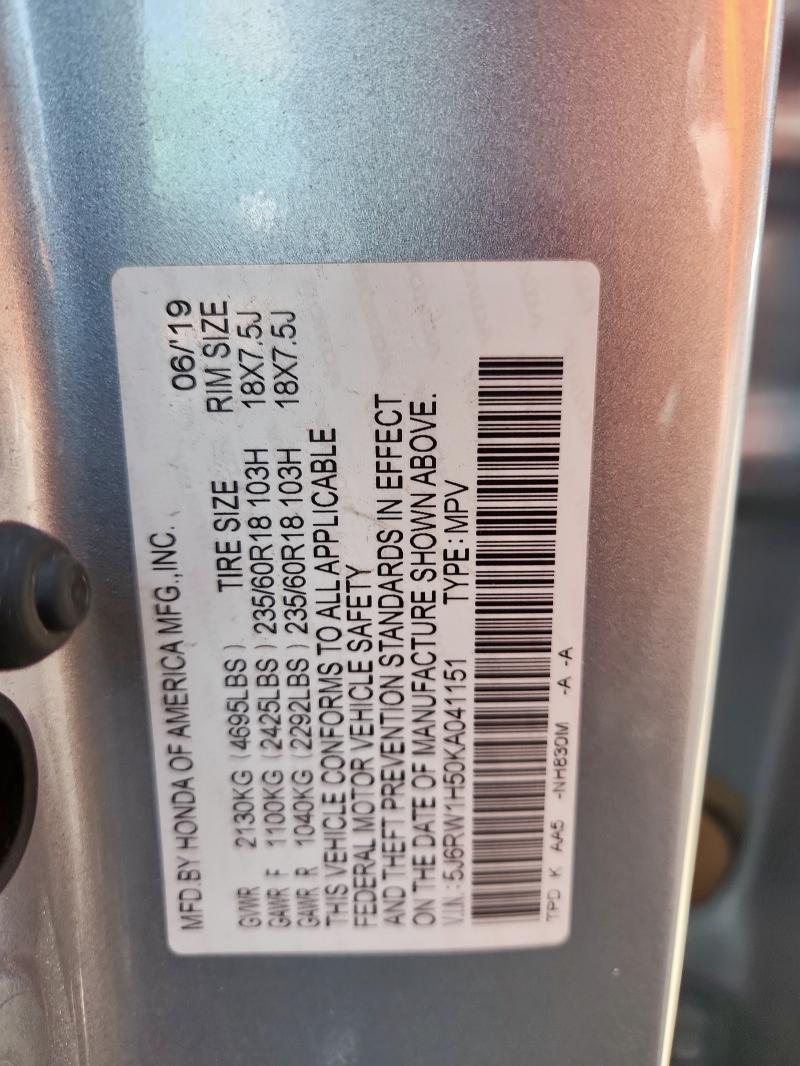 MFD.BY HONDA OF AMERICA MFG.,INC. 06/'19
TIRE SIZE RIM SIZE
GVWR 2130KG (4695LBS)
GAWR F 1100KG (2425LBS) 235/60R18 103H 18X7.5J
GAWR R 1040KG (2292LBS) 235/60R18 103H 18X7.5J
THIS VEHICLE CONFORMS TO ALL APPLICABLE
FEDERAL MOTOR VEHICLE SAFETY
AND THEFT PREVENTION STANDARDS IN EFFECT
ON THE DATE OF MANUFACTURE SHOWN ABOVE.
V.I.N.: 5J6RW1H50KA041151 TYPE: MPV
TPD K AA5 -NH830M -A -A